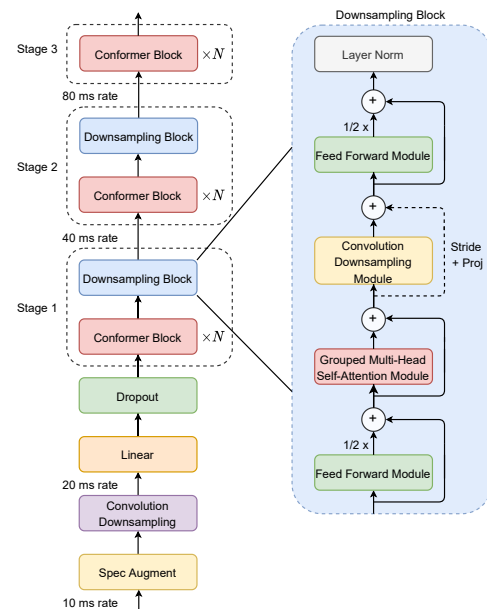 Stage 3
Conformer Block
×N
80 ms rate
Stage 2
Downsampling Block
Conformer Block
×N
40 ms rate
Stage 1
Downsampling Block
Conformer Block
×N
Dropout
Linear
20 ms rate
Convolution
Downsampling
Spec Augment
10 ms rate
Downsampling Block
Layer Norm
+
1/2 x
Feed Forward Module
+
Convolution
Downsampling
Module
Stride
+ Proj
+
Grouped Multi-Head
Self-Attention Module
+
1/2 x
Feed Forward Module